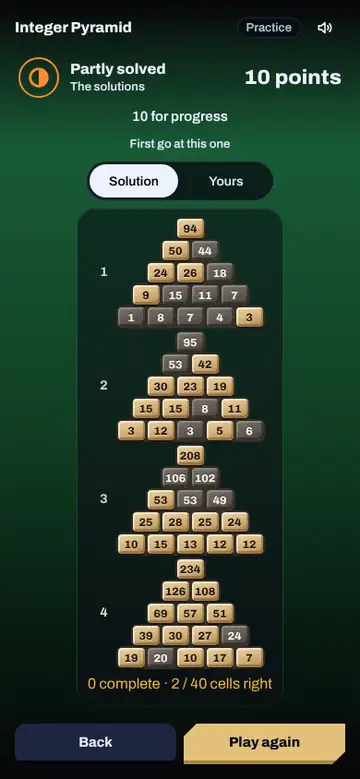 Integer Pyramid
Practice
Partly solved
The solutions
10 points
10 for progress
First go at this one
Solution
Yours
94
50 44
1
24 26 18
9 15 11 7
1 8 7 4 3
95
53 42
2
30 23 19
15 15 8 11
3 12 3 5 6
208
106 102
3
53 53 49
25 28 25 24
10 15 13 12 12
234
126 108
4
69 57 51
39 30 27 24
19 20 10 17 7
0 complete · 2 / 40 cells right
Back
Play again